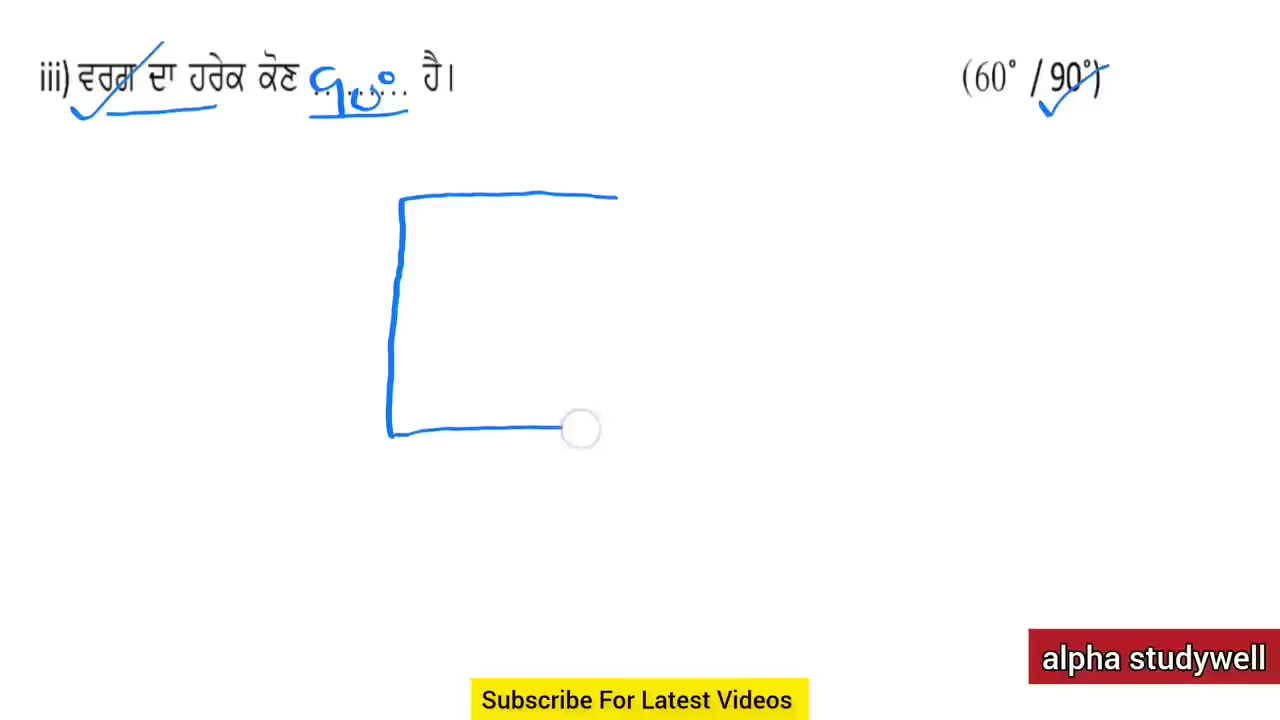 iii) ਵਰਗ ਦਾ ਹਰੇਕ ਕੋਣ ...90°... ਹੈ। (60° / 90°)
alpha studywell
Subscribe For Latest Videos